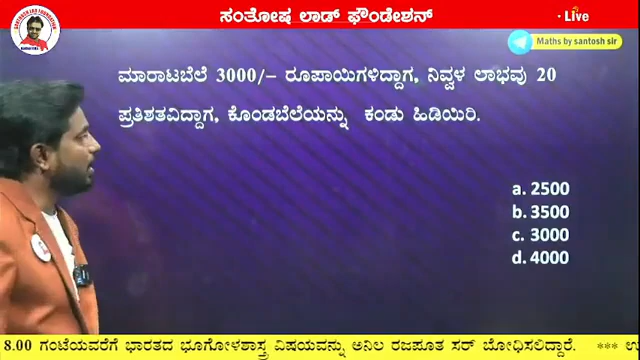 ಸಂತೋಷ ಲಾಡ್ ಫೌಂಡೇಶನ್
Live
Maths by santosh sir
ಮಾರಾಟಬೆಲೆ 3000/– ರೂಪಾಯಿಗಳಿದ್ದಾಗ, ನಿವ್ವಳ ಲಾಭವು 20
ಪ್ರತಿಶತವಿದ್ದಾಗ, ಕೊಂಡಬೆಲೆಯನ್ನು ಕಂಡು ಹಿಡಿಯಿರಿ.
a. 2500
b. 3500
c. 3000
d. 4000
8.00 ಗಂಟೆಯವರೆಗೆ ಭಾರತದ ಭೂಗೋಳಶಾಸ್ತ್ರ ವಿಷಯವನ್ನು ಅನಿಲ ರಜಪೂತ ಸರ್ ಬೋಧಿಸಲಿದ್ದಾರೆ. *** ಉ